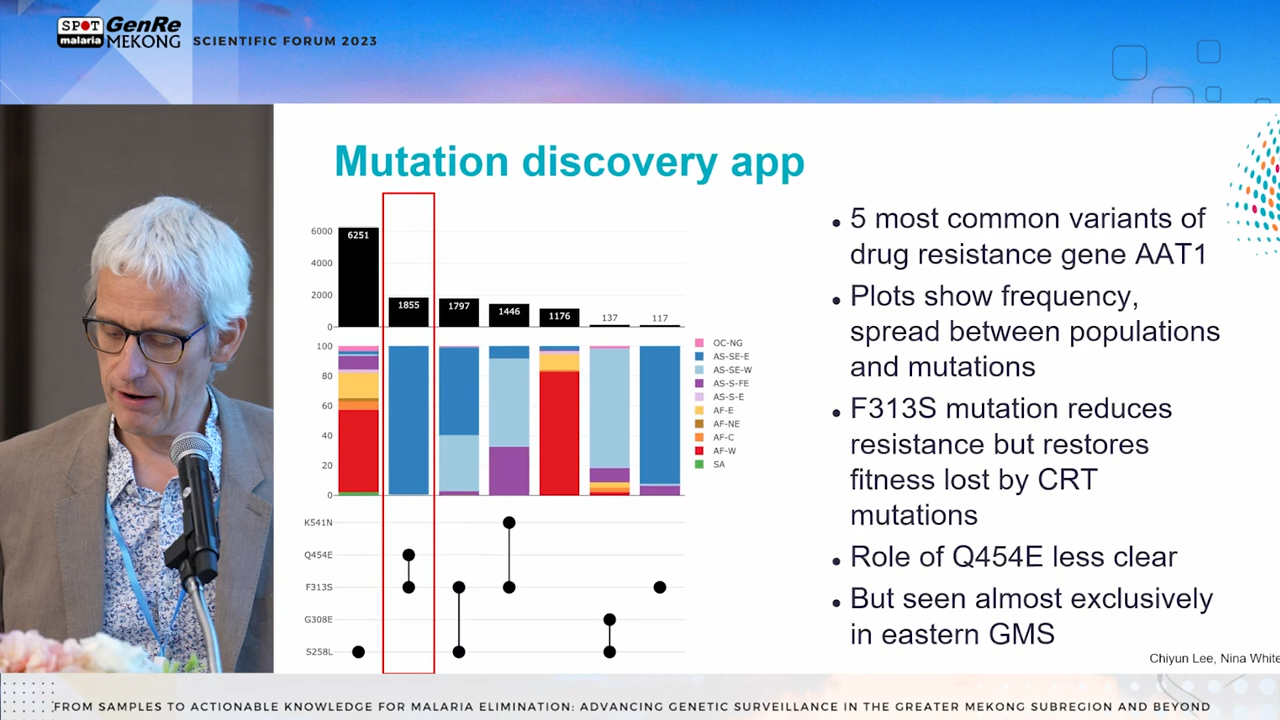 SPOT malaria
GenRe
MEKONG
SCIENTIFIC FORUM 2023
Mutation discovery app
6000
4000
2000
0
6251
1855
1797
1446
1176
137
117
100
80
60
40
20
0
OC-NG
AS-SE-E
AS-SE-W
AS-S-FE
AS-S-E
AF-E
AF-NE
AF-C
AF-W
SA
K541N
Q454E
F313S
G308E
S258L
• 5 most common variants of
drug resistance gene AAT1
• Plots show frequency,
spread between populations
and mutations
• F313S mutation reduces
resistance but restores
fitness lost by CRT
mutations
• Role of Q454E less clear
• But seen almost exclusively
in eastern GMS
Chiyun Lee, Nina White
FROM SAMPLES TO ACTIONABLE KNOWLEDGE FOR MALARIA ELIMINATION: ADVANCING GENETIC SURVEILLANCE IN THE GREATER MEKONG SUBREGION AND BEYOND